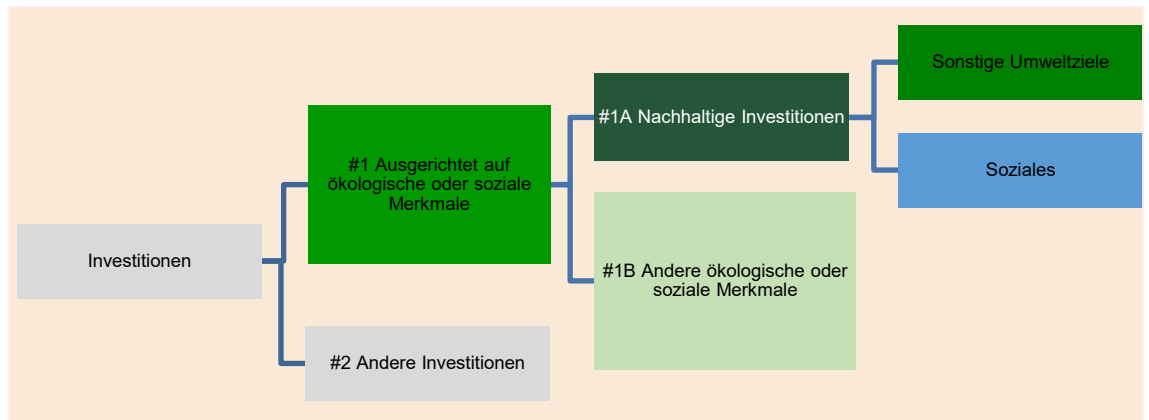 Sonstige Umweltziele
#1A Nachhaltige Investitionen
#1 Ausgerichtet auf
ökologische oder soziale
Merkmale
Soziales
Investitionen
#1B Andere ökologische oder
soziale Merkmale
#2 Andere Investitionen